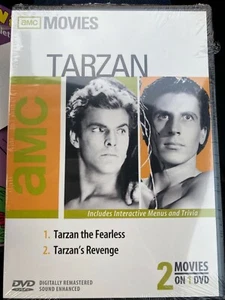 amc MOVIES
TARZAN
amc
Includes Interactive Menus and Trivia
1. Tarzan the Fearless
2. Tarzan's Revenge
DVD
DIGITALLY REMASTERED
SOUND ENHANCED
2 MOVIES
ON 1 DVD